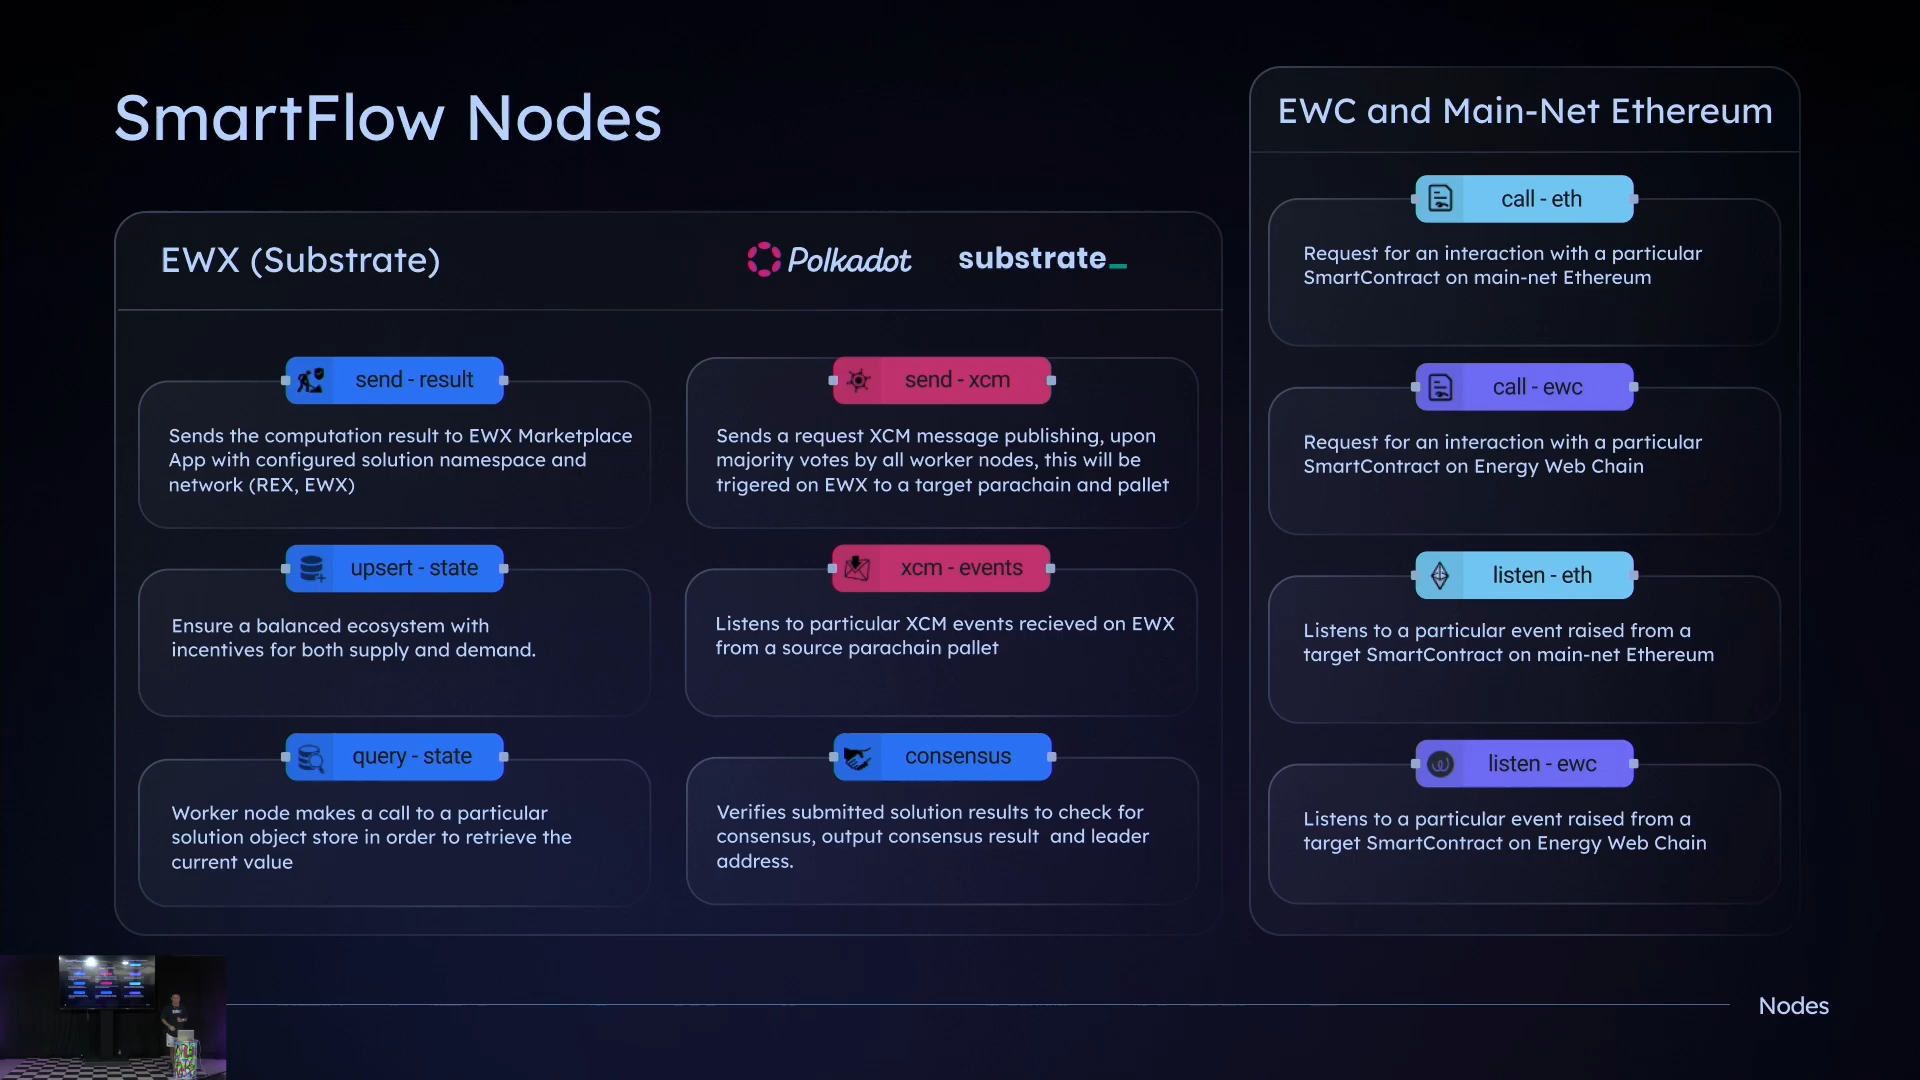 SmartFlow Nodes
EWX (Substrate)
Polkadot
substrate_
send - result
Sends the computation result to EWX Marketplace
App with configured solution namespace and
network (REX, EWX)
send - xcm
Sends a request XCM message publishing, upon
majority votes by all worker nodes, this will be
trigered on EWX to a target parachain and pallet
upsert - state
Ensure a balanced ecosystem with
incentives for both supply and demand.
xcm - events
Listens to particular XCM events recieved on EWX
from a source parachain pallet
query - state
Worker node makes a call to a particular
solution object store in order to retrieve the
current value
consensus
Verifies submitted solution results to check for
consensus, output consensus result  and leader
address.
EWC and Main-Net Ethereum
call - eth
Request for an interaction with a particular
SmartContract on main-net Ethereum
call - ewc
Request for an interaction with a particular
SmartContract on Energy Web Chain
listen - eth
Listens to a particular event raised from a
target SmartContract on main-net Ethereum
listen - ewc
Listens to a particular event raised from a
target SmartContract on Energy Web Chain
Nodes